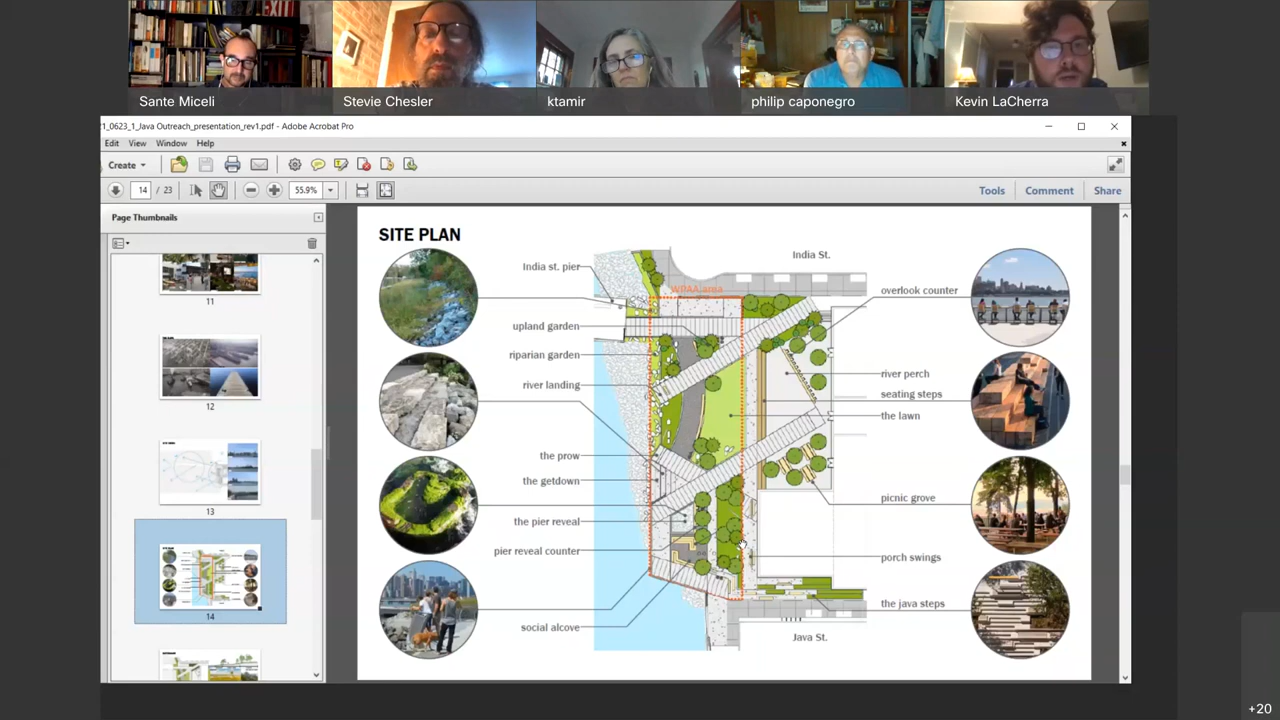 Sante Miceli
Stevie Chesler
ktamir
philip caponegro
Kevin LaCherra
1_0623_1_Java Outreach_presentation_rev1.pdf - Adobe Acrobat Pro
Edit View Window Help
Create
14 / 23
55.9%
Tools
Comment
Share
Page Thumbnails
11
12
13
14
SITE PLAN
India St.
India st. pier
WPAA area
overlook counter
upland garden
riparian garden
river landing
river perch
seating steps
the lawn
the prow
the getdown
picnic grove
the pier reveal
pier reveal counter
porch swings
the java steps
social alcove
Java St.
+20